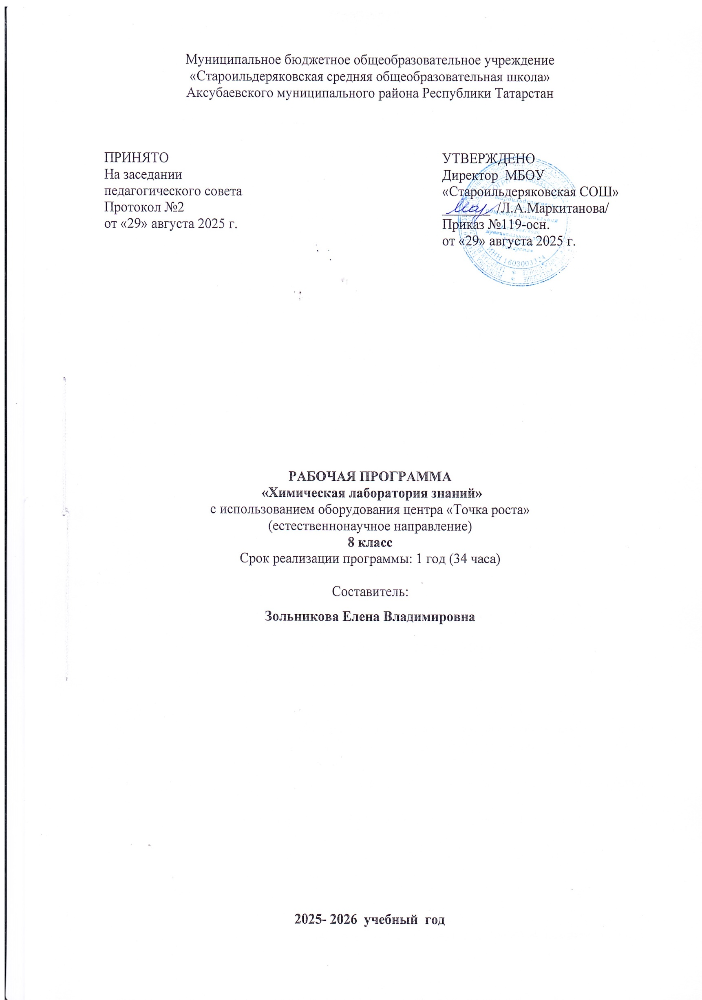 Муниципальное бюджетное общеобразовательное учреждение
«Староильдеряковская средняя общеобразовательная школа»
Аксубаевского муниципального района Республики Татарстан
ПРИНЯТО
На заседании
педагогического совета
Протокол №2
от «29» августа 2025 г.
УТВЕРЖДЕНО
Директор МБОУ
«Староильдеряковская СОШ»
/Л.А.Маркитанова/
Приказ №119-осн.
от «29» августа 2025 г.
ИНН 1603003324
РАБОЧАЯ ПРОГРАММА
«Химическая лаборатория знаний»
с использованием оборудования центра «Точка роста»
(естественнонаучное направление)
8 класс
Срок реализации программы: 1 год (34 часа)
Составитель:
Зольникова Елена Владимировна
2025- 2026 учебный год